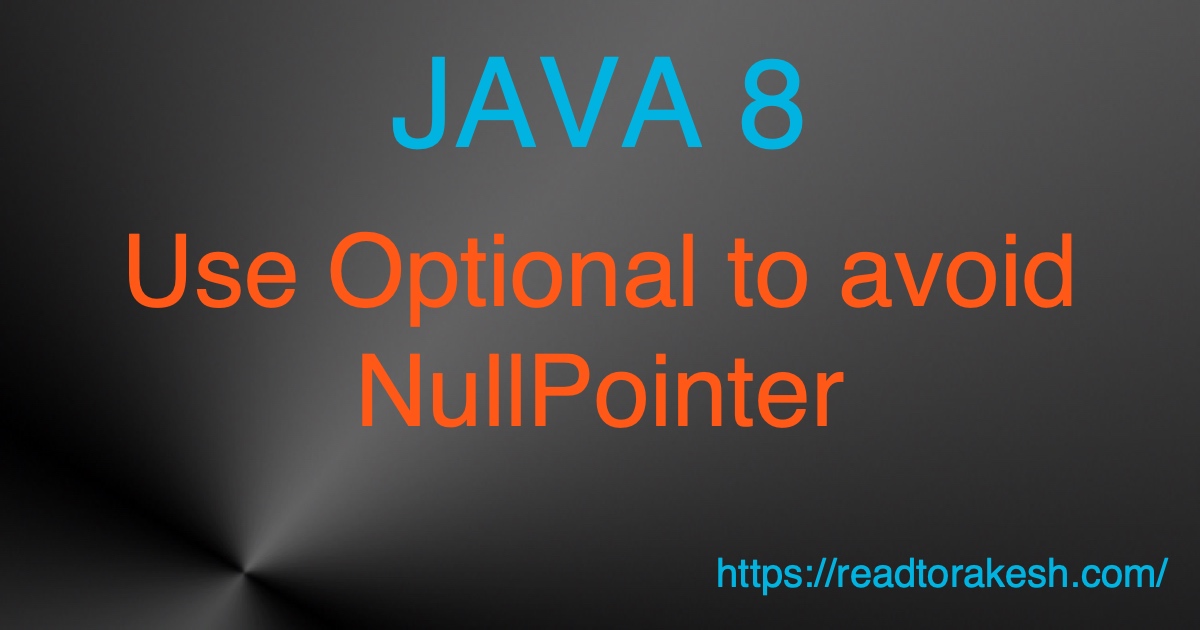 JAVA 8
Use Optional to avoid
NullPointer
https://readtorakesh.com/